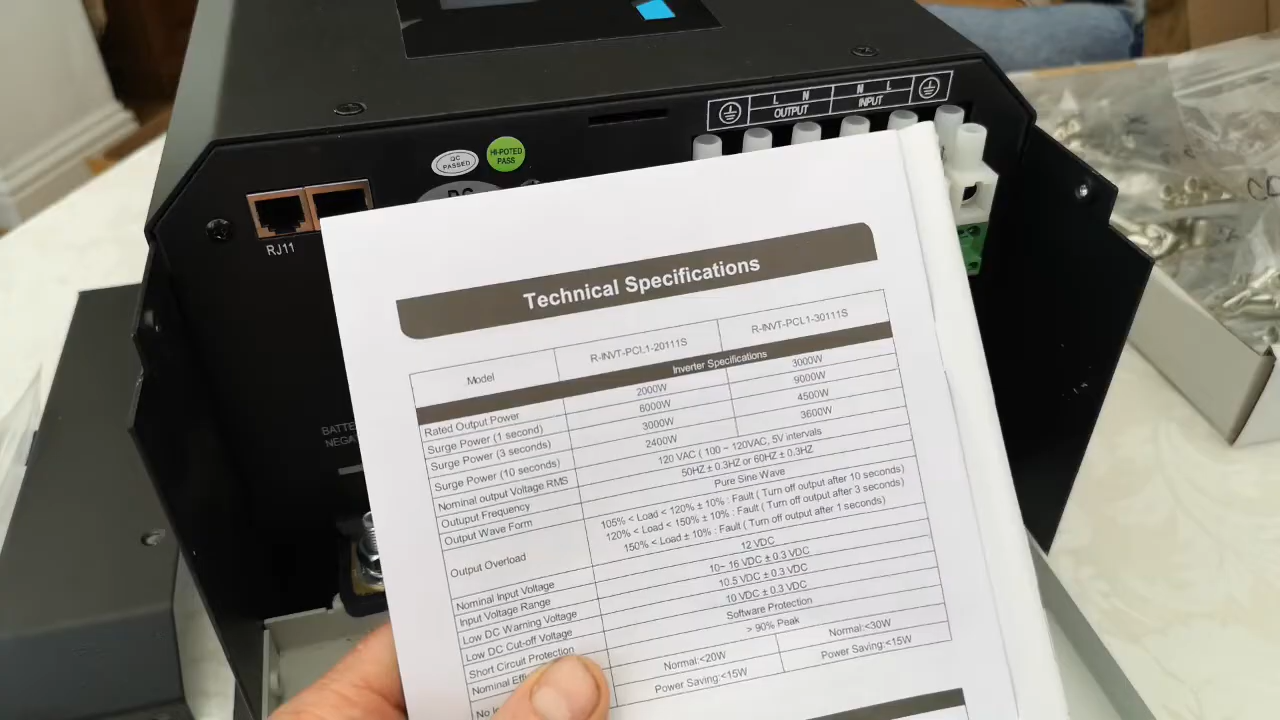 L N N L
OUTPUT INPUT
QC PASSED
HI-POTED PASS
RJ11
Technical Specifications
Model R-INVT-PCL1-20111S R-INVT-PCL1-30111S
Inverter Specifications
Rated Output Power 2000W 3000W
Surge Power (1 second) 6000W 9000W
Surge Power (3 seconds) 3000W 4500W
Surge Power (10 seconds) 2400W 3600W
Nominal output Voltage RMS 120 VAC ( 100 ~ 120VAC, 5V intervals
Outuput Frequency 50HZ ± 0.3HZ or 60HZ ± 0.3HZ
Output Wave Form Pure Sine Wave
Output Overload 105% < Load < 120% ± 10% : Fault ( Turn off output after 10 seconds)
120% < Load < 150% ± 10% : Fault ( Turn off output after 3 seconds)
150% < Load ± 10% : Fault ( Turn off output after 1 seconds)
Nominal Input Voltage 12 VDC
Input Voltage Range 10~ 16 VDC ± 0.3 VDC
Low DC Warning Voltage 10.5 VDC ± 0.3 VDC
Low DC Cut-off Voltage 10 VDC ± 0.3 VDC
Short Circuit Protection Software Protection
Nominal > 90% Peak
No Normal:<20W Normal:<30W
Power Saving:<15W Power Saving:<15W